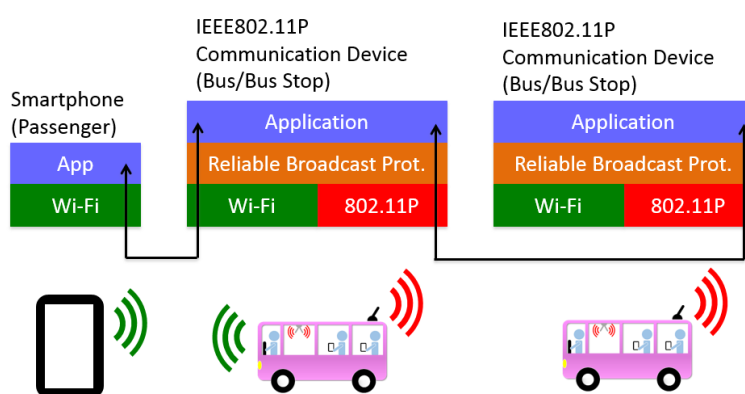 IEEE802.11P
Communication Device
(Bus/Bus Stop)
IEEE802.11P
Communication Device
(Bus/Bus Stop)
Smartphone
(Passenger)
Application
Application
App
Reliable Broadcast Prot.
Reliable Broadcast Prot.
Wi-Fi
Wi-Fi
802.11P
Wi-Fi
802.11P